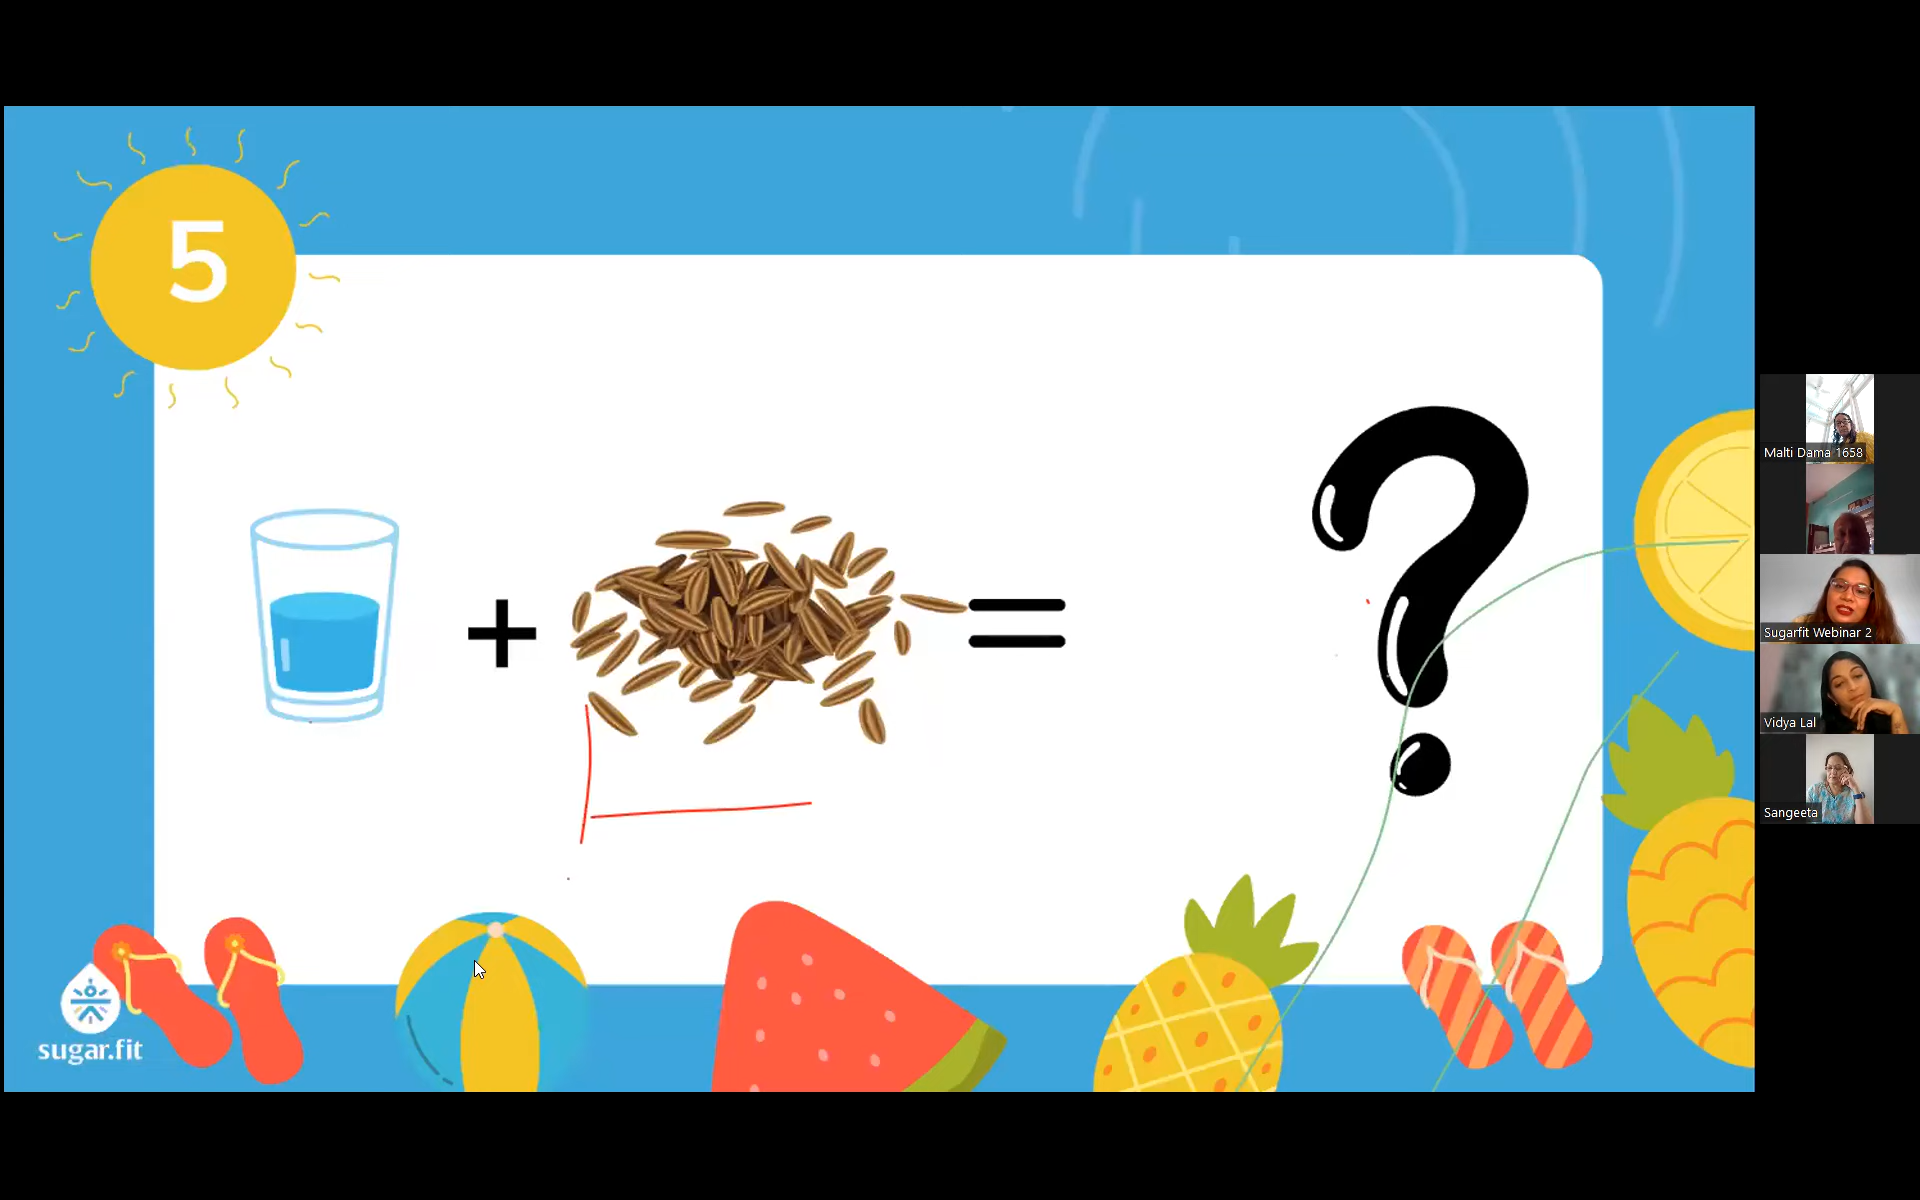 5
+
=
?
sugar.fit
Malti Dama 1658
Sugarfit Webinar 2
Vidya Lal
Sangeeta